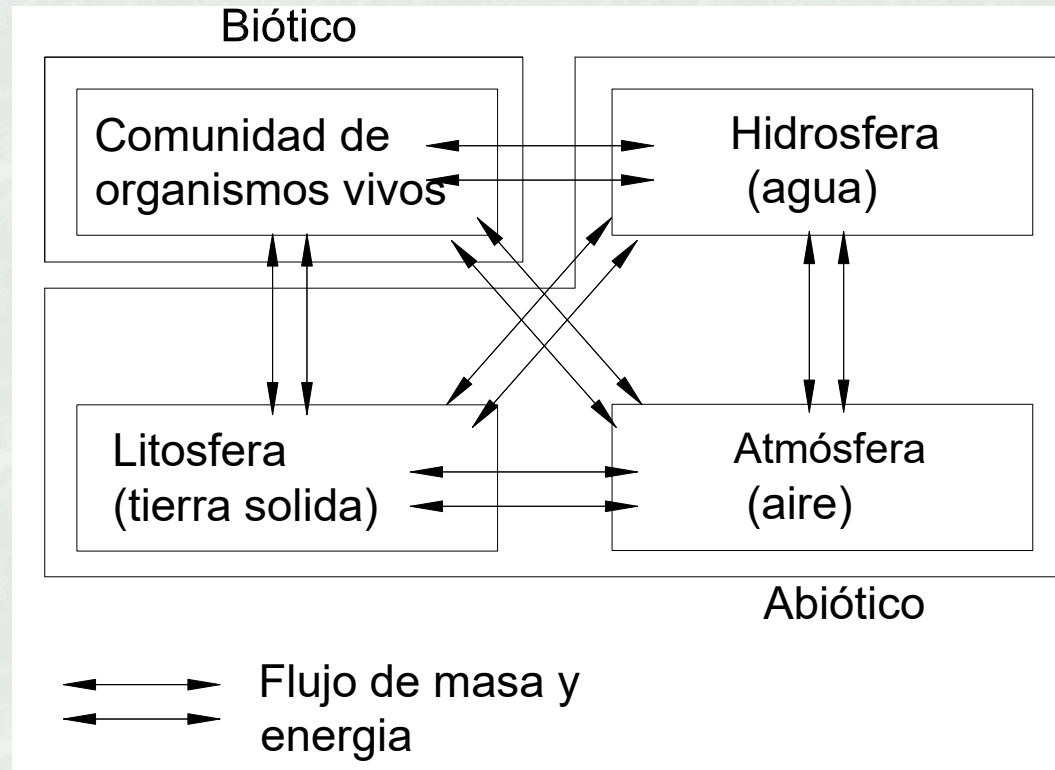 Biótico
Comunidad de
organismos vivos
Hidrosfera
(agua)
Litosfera
(tierra solida)
Atmósfera
(aire)
Abiótico
Flujo de masa y
energia